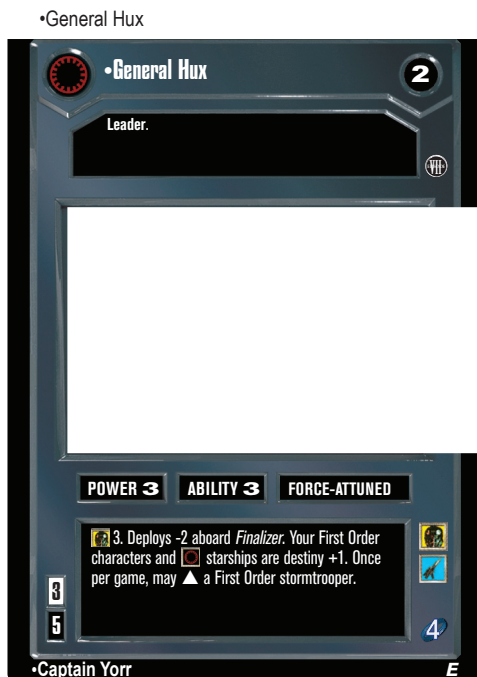 •General Hux
•General Hux
2
Leader.
VII
POWER 3 ABILITY 3 FORCE-ATTUNED
3. Deploys -2 aboard Finalizer. Your First Order
characters and starships are destiny +1. Once
per game, may ▲ a First Order stormtrooper.
3
5
4
•Captain Yorr E